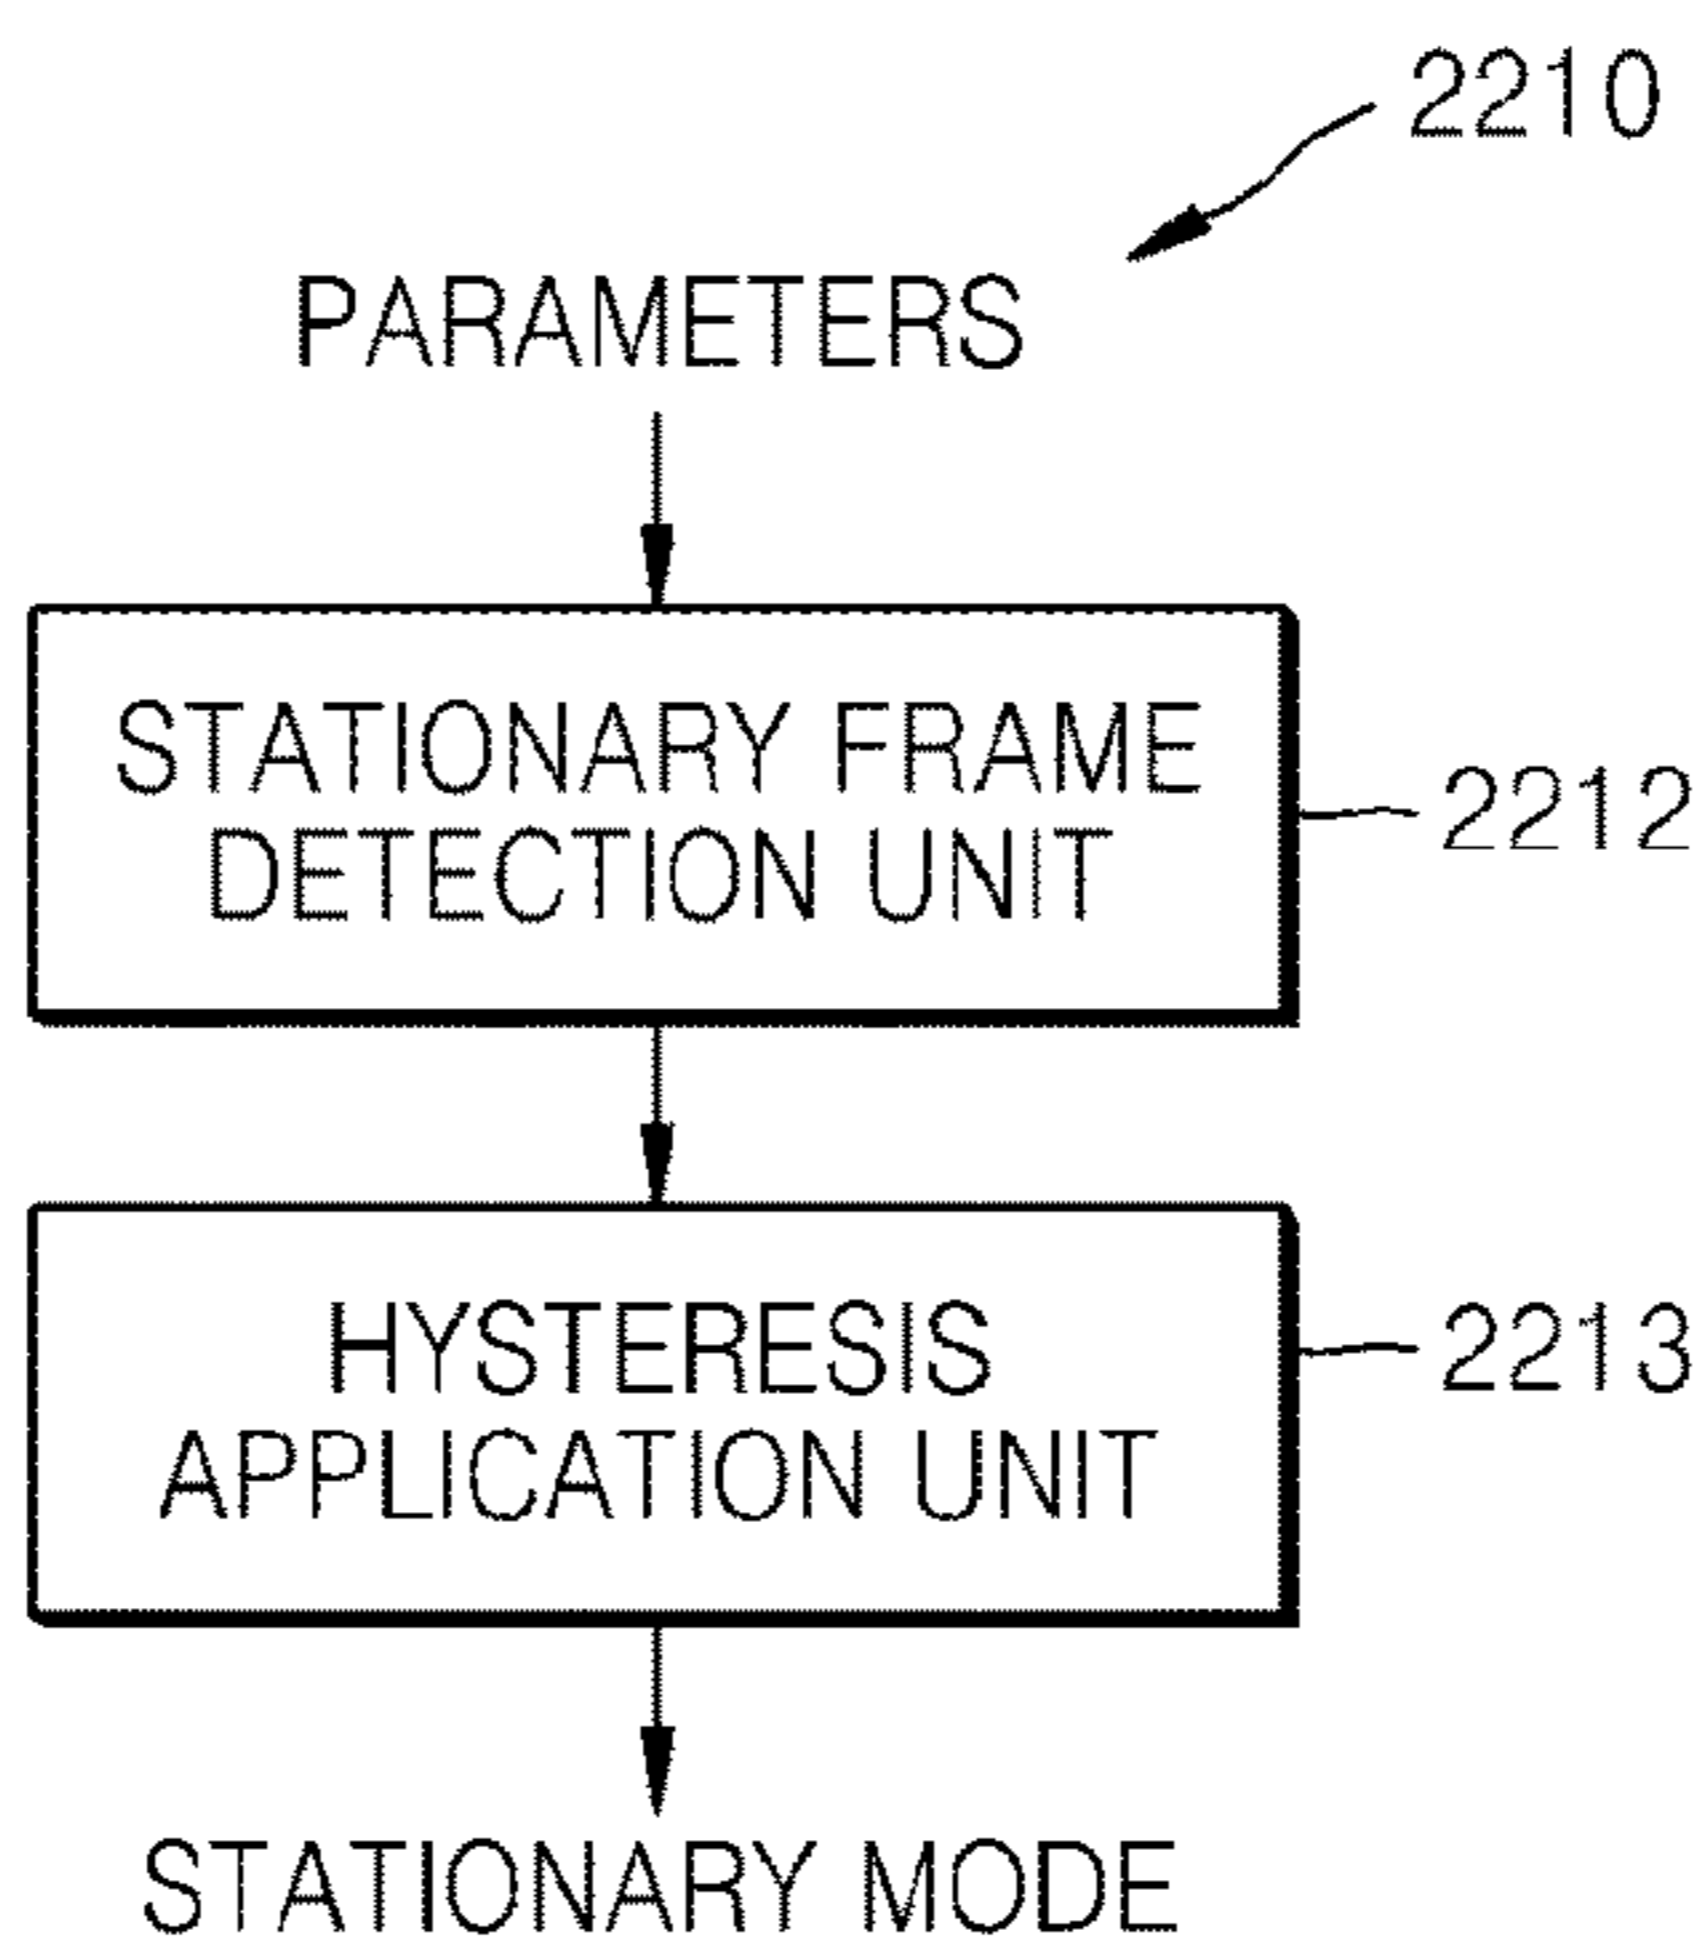 2210
PARAMETERS
STATIONARY FRAME
DETECTION UNIT
2212
HYSTERESIS
APPLICATION UNIT
2213
STATIONARY MODE